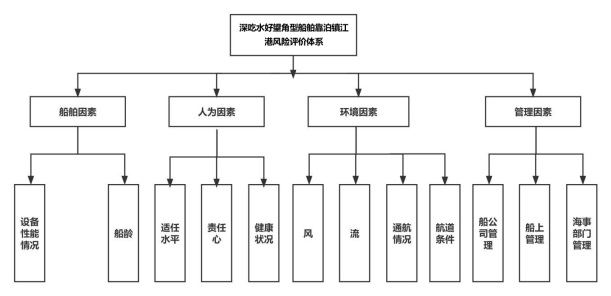 深吃水好望角型船舶靠泊镇江
港风险评价体系
船舶因素
人为因素
环境因素
管理因素
设备
性能
情况
船龄
适任
水平
责任
心
健康
状况
风
流
通航
情况
航道
条件
船公
司管
理
船上
管理
海事
部门
管理